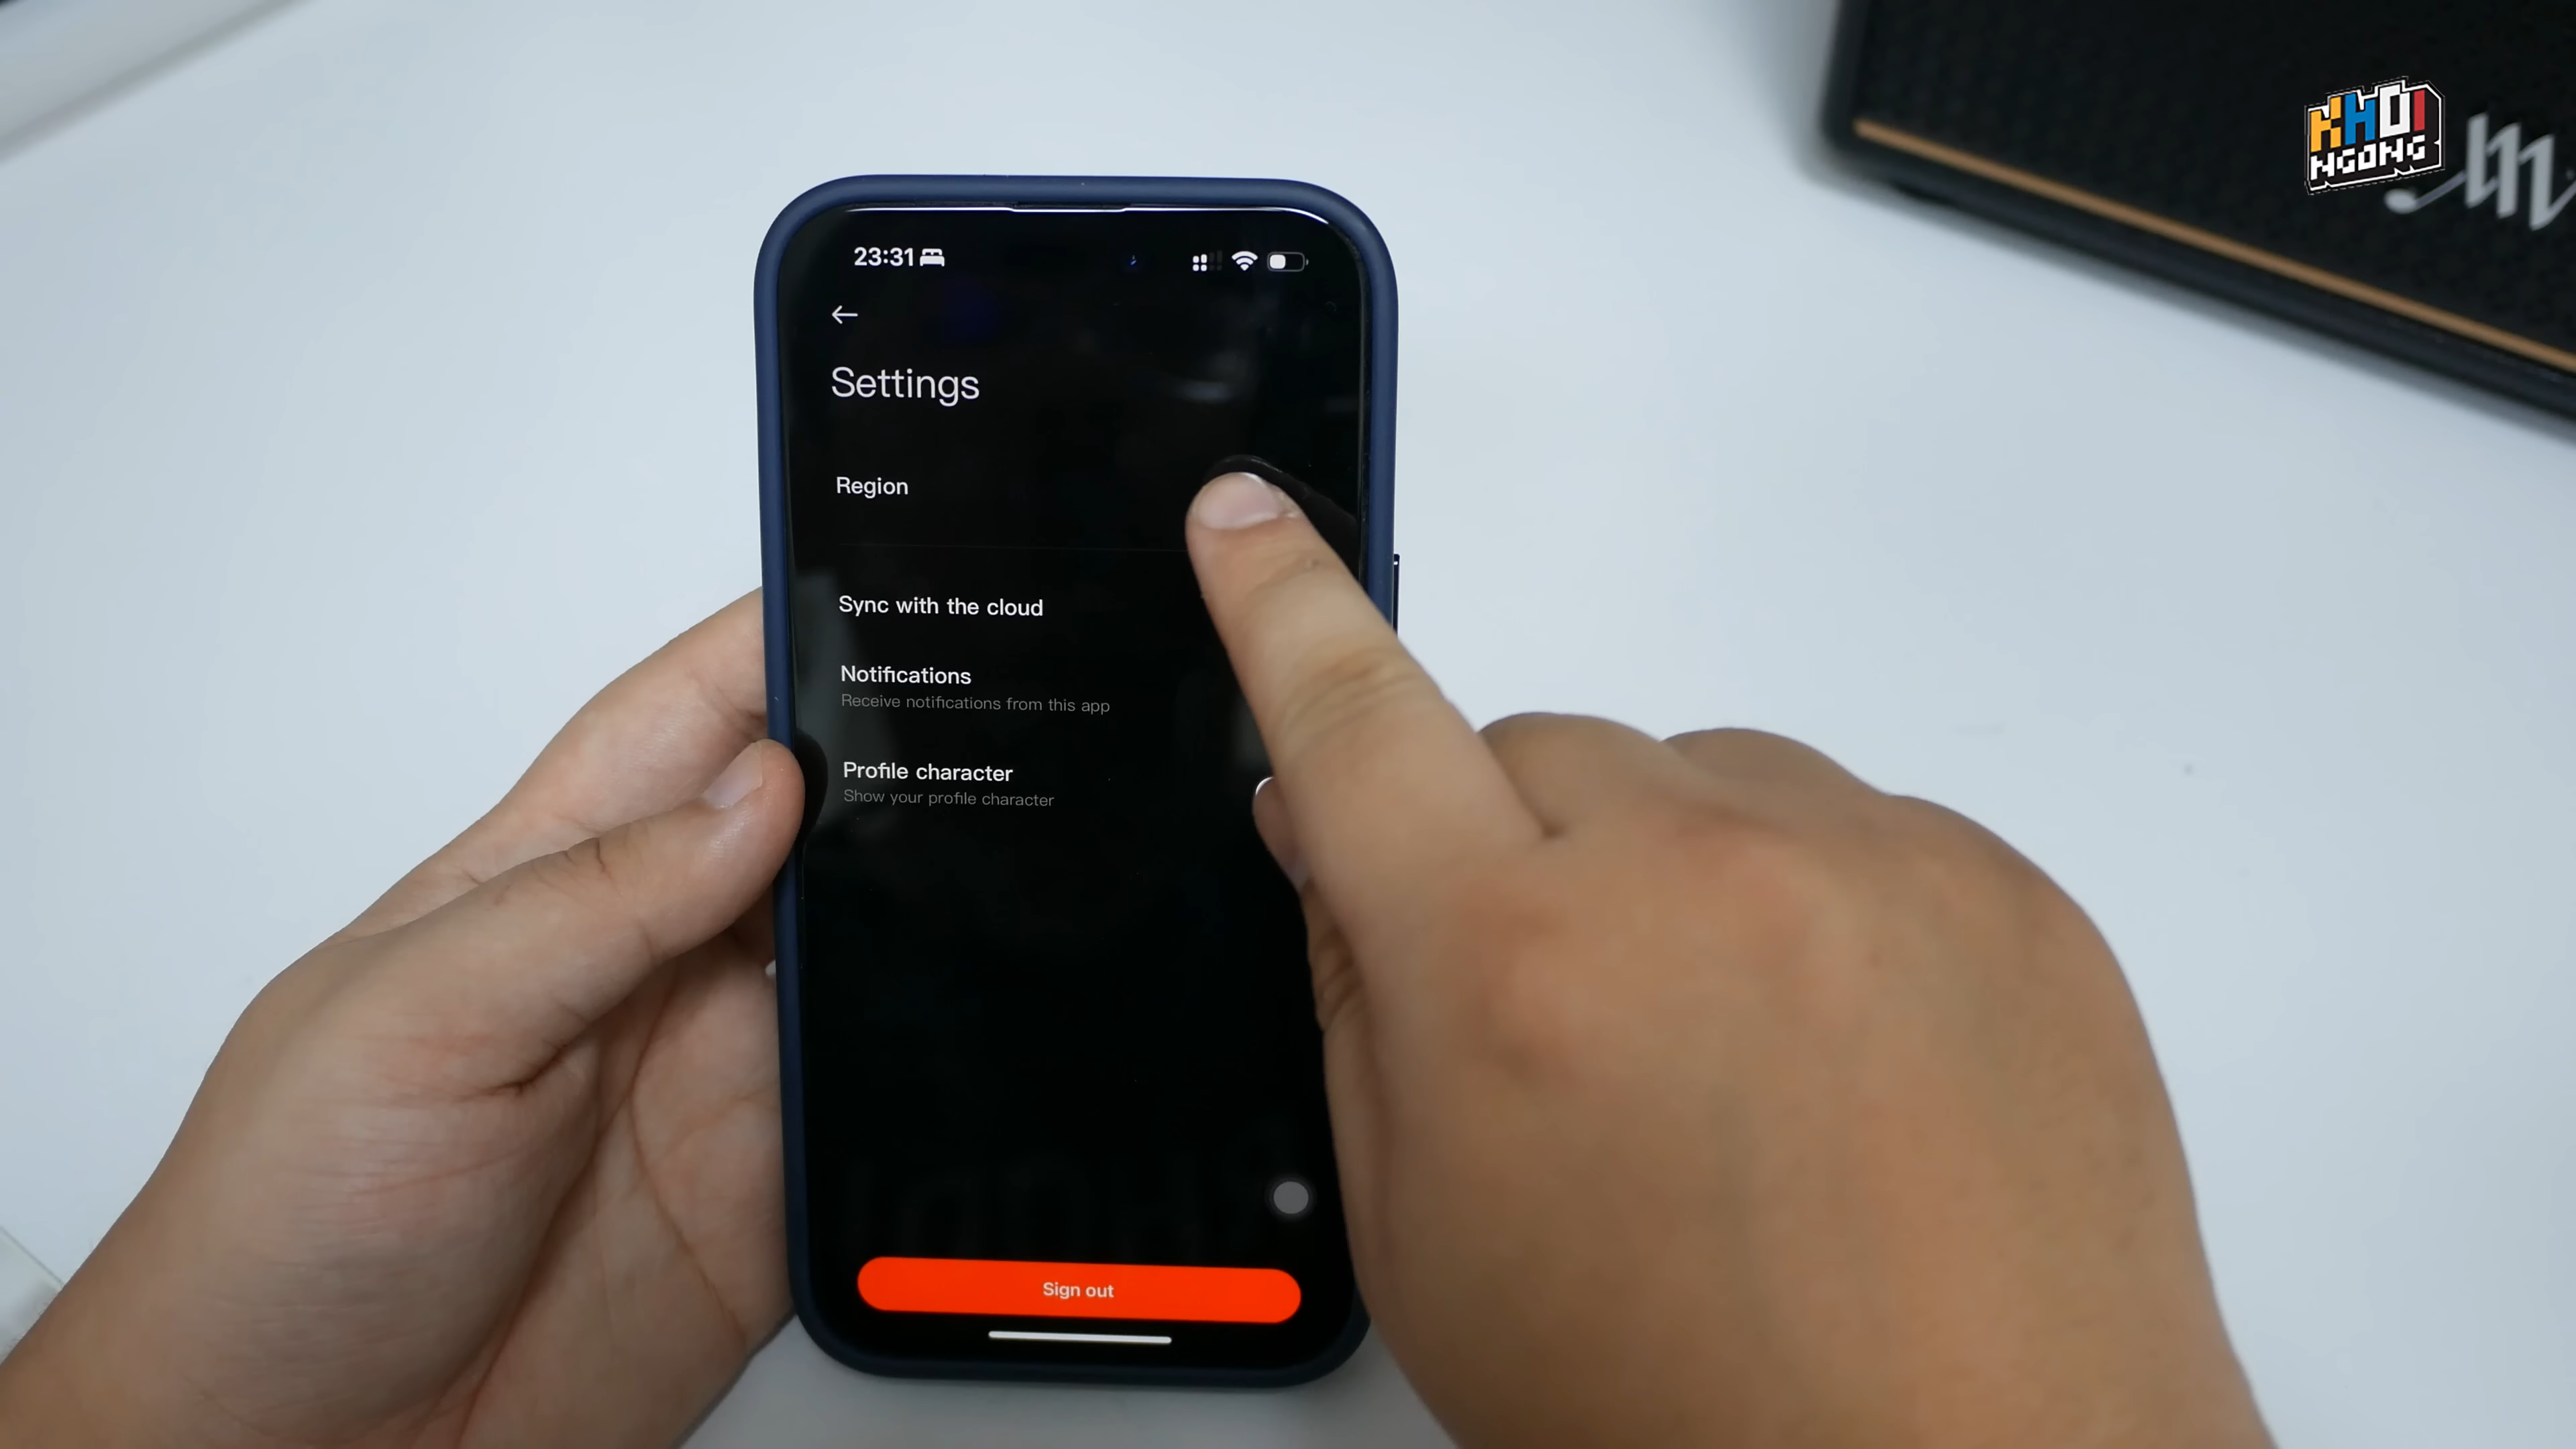 KHOI
NGONG
23:31
Settings
Region
Sync with the cloud
Notifications
Receive notifications from this app
Profile character
Show your profile character
Sign out